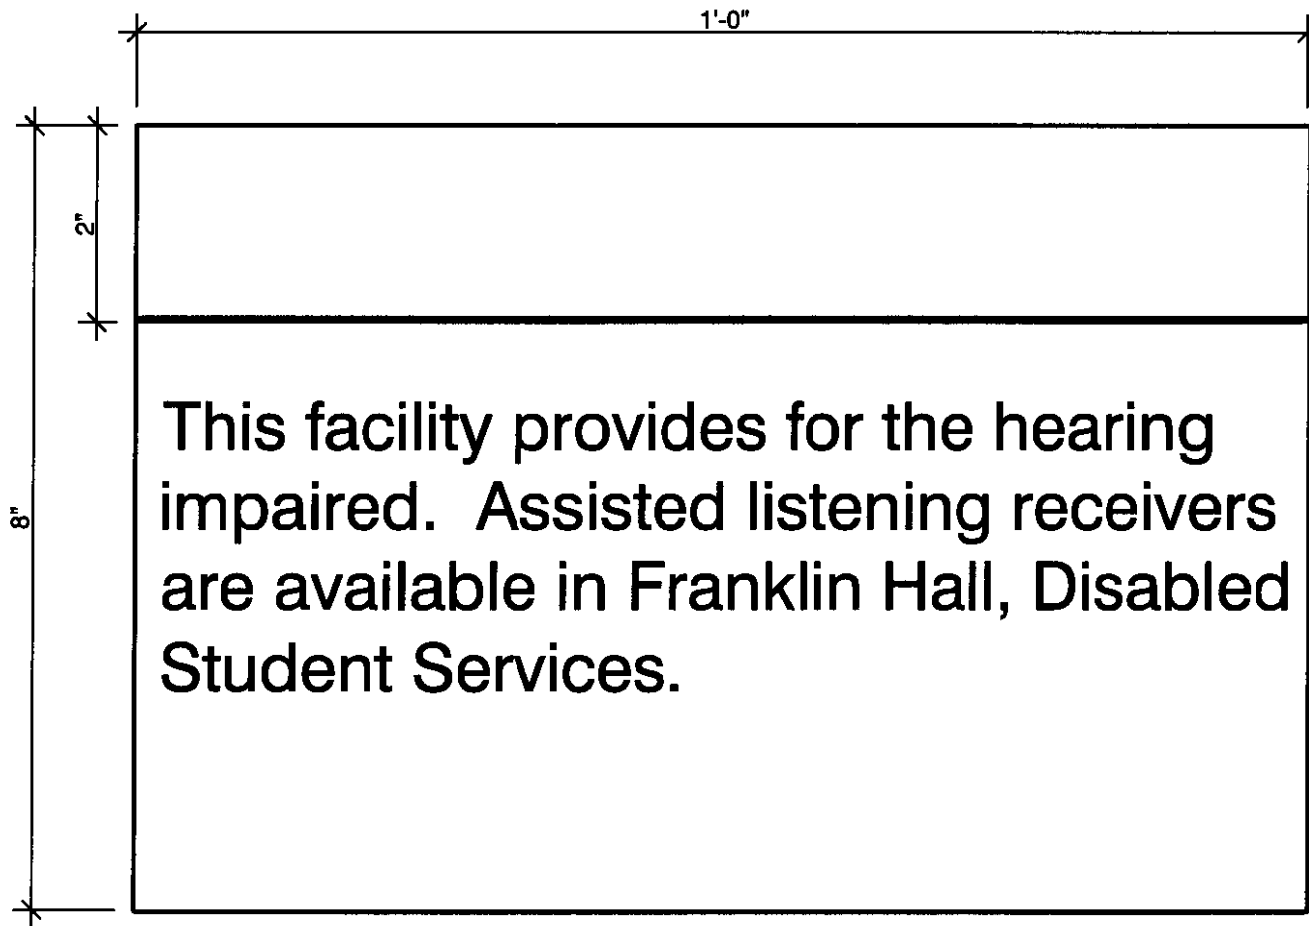 1'-0"
2"
8"
This facility provides for the hearing
impaired.  Assisted listening receivers
are available in Franklin Hall, Disabled
Student Services.